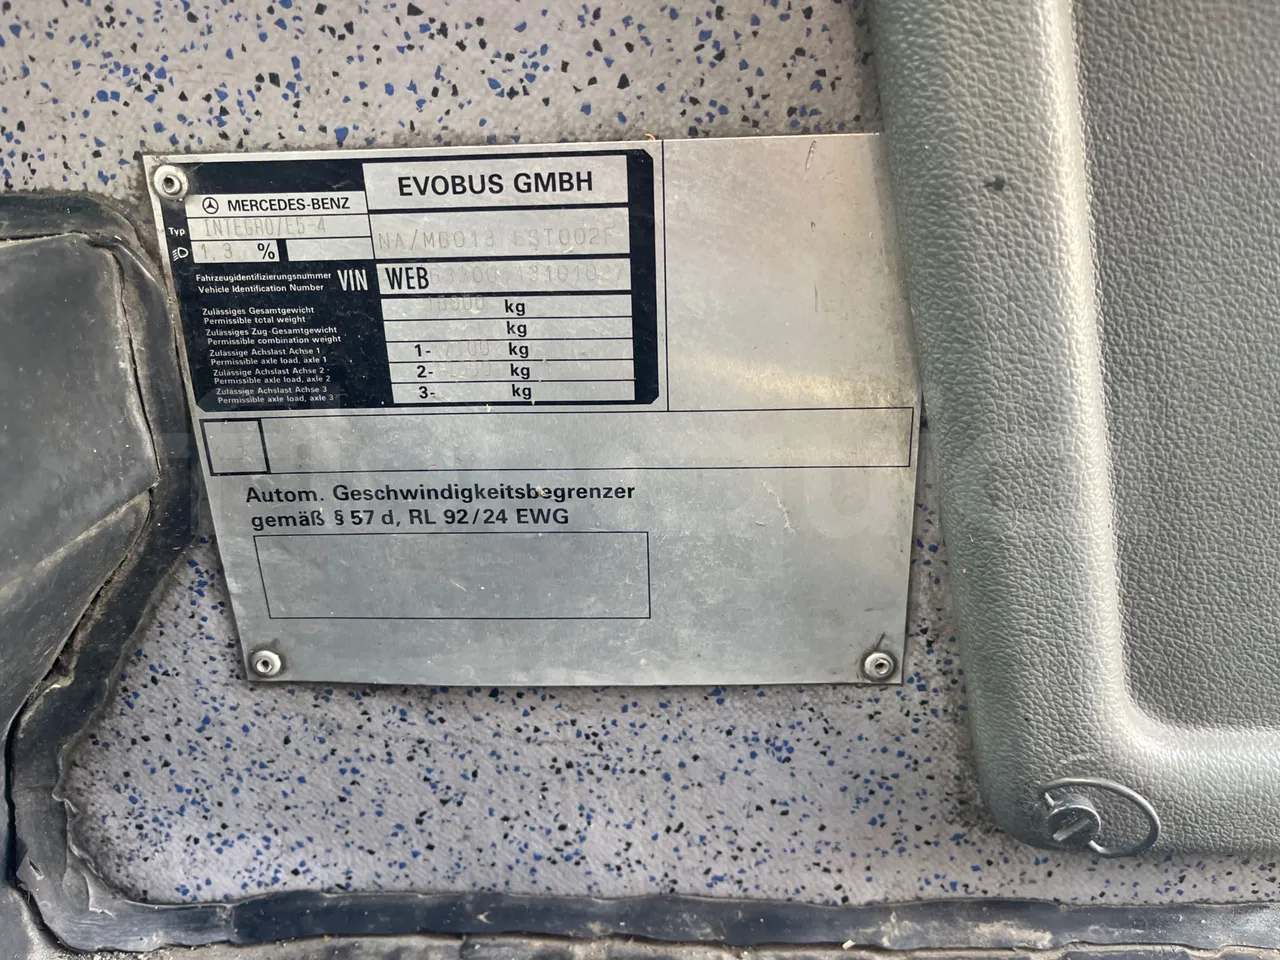 EVOBUS GMBH
MERCEDES-BENZ
Typ INTEGRO/E5-4
NA/M6013
1,3 %
Fahrzeugidentifizierungsnummer
Vehicle Identification Number
VIN WEB
Zulässiges Gesamtgewicht
Permissible total weight
18000 kg
Zulässiges Zug-Gesamtgewicht
Permissible combination weight
kg
Zulässige Achslast Achse 1
Permissible axle load, axle 1
1- kg
Zulässige Achslast Achse 2
Permissible axle load, axle 2
2- kg
Zulässige Achslast Achse 3
Permissible axle load, axle 3
3- kg
Autom. Geschwindigkeitsbegrenzer
gemäß § 57 d, RL 92/24 EWG